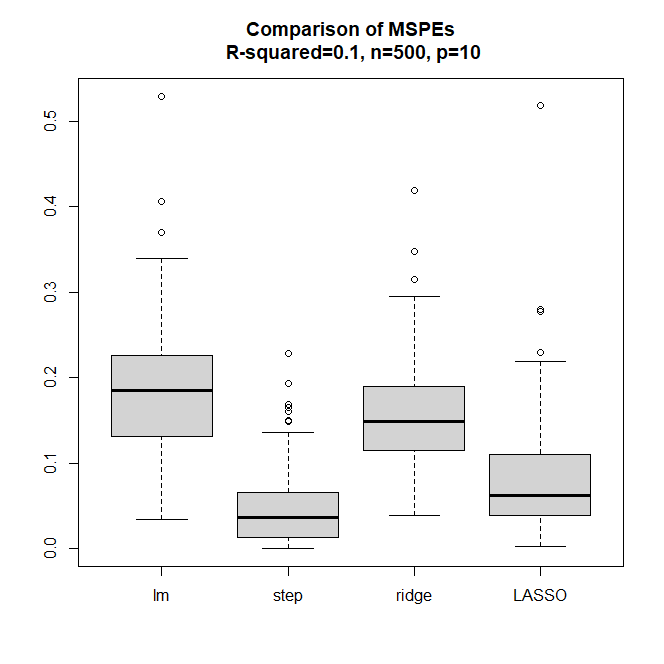 Comparison of MSPEs
R-squared=0.1, n=500, p=10
0.5
0.4
0.3
0.2
0.1
0.0
lm step ridge LASSO